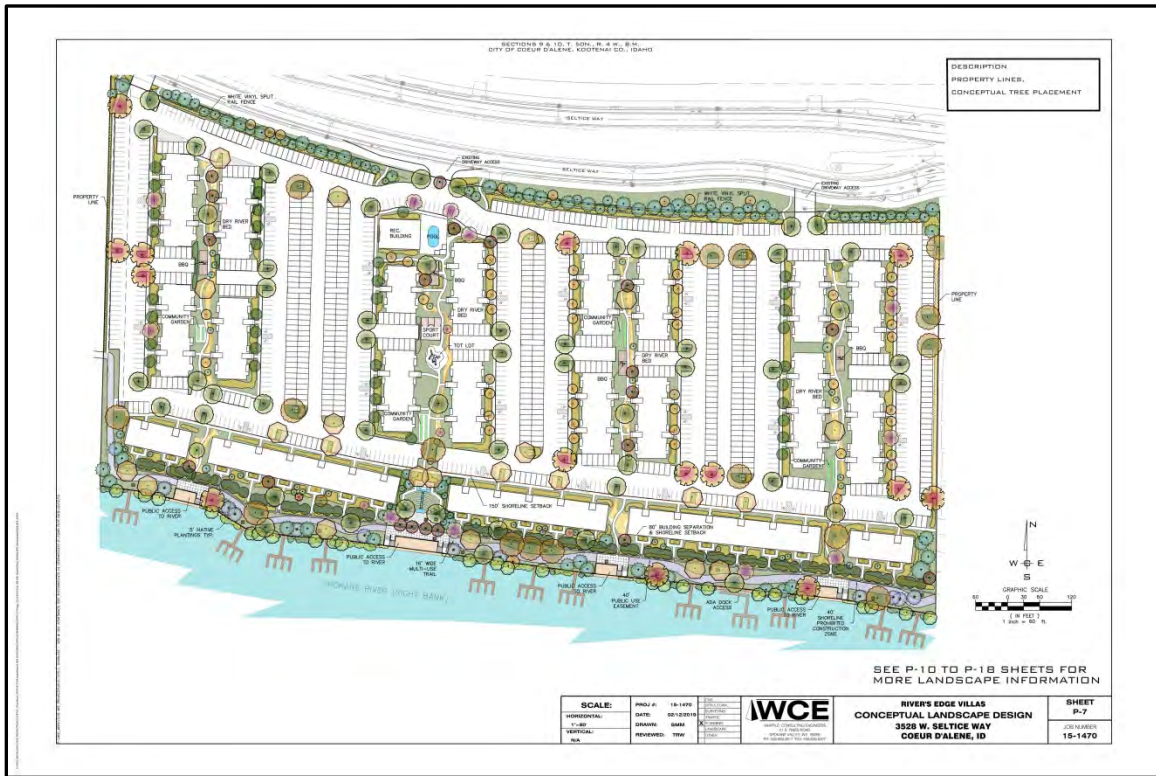 SECTIONS 9 & 10, T. 50N., R. 4 W., B.M.
CITY OF COEUR D'ALENE, KOOTENAI CO., IDAHO
DESCRIPTION
PROPERTY LINES,
CONCEPTUAL TREE PLACEMENT
WHITE VINYL SPLIT
RAIL FENCE
SELTICE WAY
SELTICE WAY
EXISTING
DRIVEWAY ACCESS
WHITE VINYL SPLIT
RAIL FENCE
EXISTING
DRIVEWAY ACCESS
PROPERTY
LINE
DRY RIVER
BED
BBQ
COMMUNITY
GARDEN
REC.
BUILDING
POOL
BBQ
DRY RIVER
BED
SPORT
COURT
TOT LOT
COMMUNITY
GARDEN
COMMUNITY
GARDEN
DRY RIVER
BED
BBQ
BBQ
DRY RIVER
BED
COMMUNITY
GARDEN
PROPERTY
LINE
150' SHORELINE SETBACK
80' BUILDING SEPARATION
& SHORELINE SETBACK
PUBLIC ACCESS
TO RIVER
5' NATIVE
PLANTINGS TYP.
PUBLIC ACCESS
TO RIVER
16' WIDE
MULTI-USE
TRAIL
PUBLIC ACCESS
TO RIVER
40'
PUBLIC USE
EASEMENT
ADA DOCK
ACCESS
PUBLIC ACCESS
TO RIVER
40'
SHORELINE
PROHIBITED
CONSTRUCTION
ZONE
SPOKANE RIVER (RIGHT BANK)
N
W E
S
GRAPHIC SCALE
60 0 30 60 120
( IN FEET )
1 inch = 60 ft.
SEE P-10 TO P-18 SHEETS FOR
MORE LANDSCAPE INFORMATION
SCALE:
HORIZONTAL:
1"=60'
VERTICAL:
N/A
PROJ #: 15-1470
DATE: 02/12/2019
DRAWN: SMM
REVIEWED: TRW
WCE
RIVER'S EDGE VILLAS
CONCEPTUAL LANDSCAPE DESIGN
3528 W. SELTICE WAY
COEUR D'ALENE, ID
SHEET
P-7
JOB NUMBER
15-1470